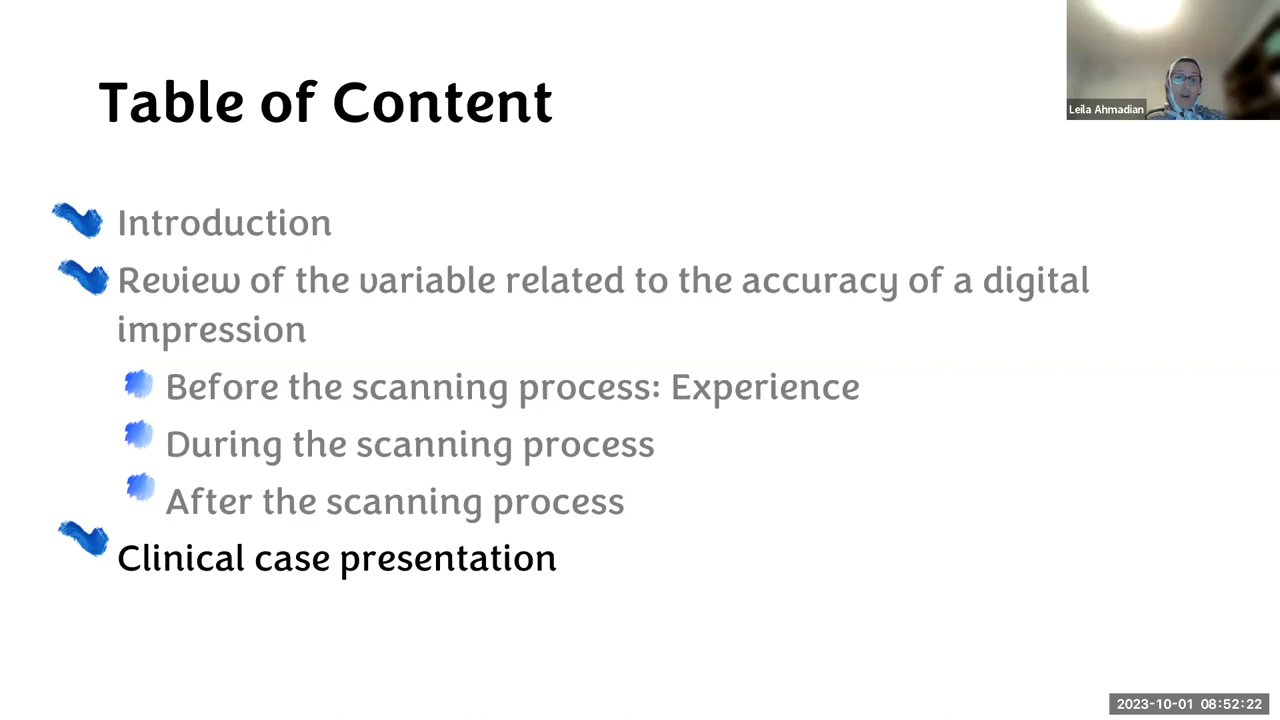 Table of Content
Leila Ahmadian
Introduction
Review of the variable related to the accuracy of a digital
impression
Before the scanning process: Experience
During the scanning process
After the scanning process
Clinical case presentation
2023-10-01 08:52:22